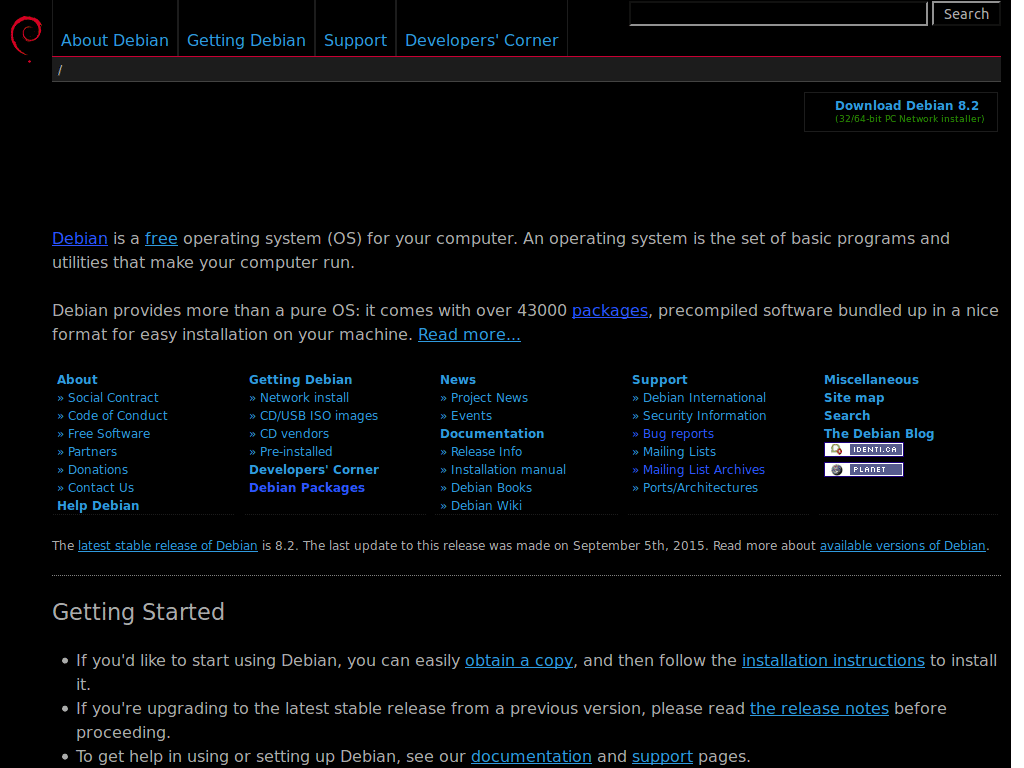 Search
About Debian Getting Debian Support Developers' Corner
/
Download Debian 8.2
(32/64-bit PC Network installer)
Debian is a free operating system (OS) for your computer. An operating system is the set of basic programs and
utilities that make your computer run.
Debian provides more than a pure OS: it comes with over 43000 packages, precompiled software bundled up in a nice
format for easy installation on your machine. Read more...
About
» Social Contract
» Code of Conduct
» Free Software
» Partners
» Donations
» Contact Us
Help Debian
Getting Debian
» Network install
» CD/USB ISO images
» CD vendors
» Pre-installed
Developers' Corner
Debian Packages
News
» Project News
» Events
Documentation
» Release Info
» Installation manual
» Debian Books
» Debian Wiki
Support
» Debian International
» Security Information
» Bug reports
» Mailing Lists
» Mailing List Archives
» Ports/Architectures
Miscellaneous
Site map
Search
The Debian Blog
IDENTI.CA
PLANET
The latest stable release of Debian is 8.2. The last update to this release was made on September 5th, 2015. Read more about available versions of Debian.
Getting Started
• If you'd like to start using Debian, you can easily obtain a copy, and then follow the installation instructions to install
it.
• If you're upgrading to the latest stable release from a previous version, please read the release notes before
proceeding.
• To get help in using or setting up Debian, see our documentation and support pages.